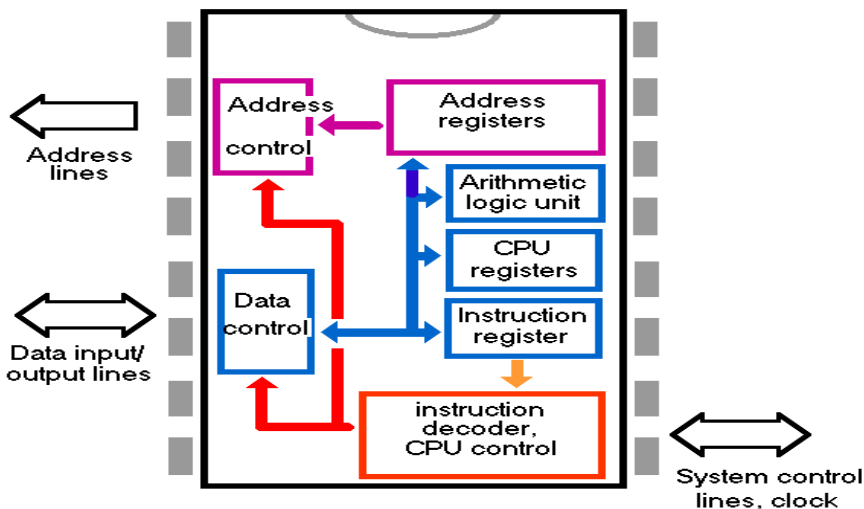 Address
control
Address
registers
Address
lines
Arithmetic
logic unit
CPU
registers
Data
control
Instruction
register
Data input/
output lines
instruction
decoder,
CPU control
System control
lines, clock